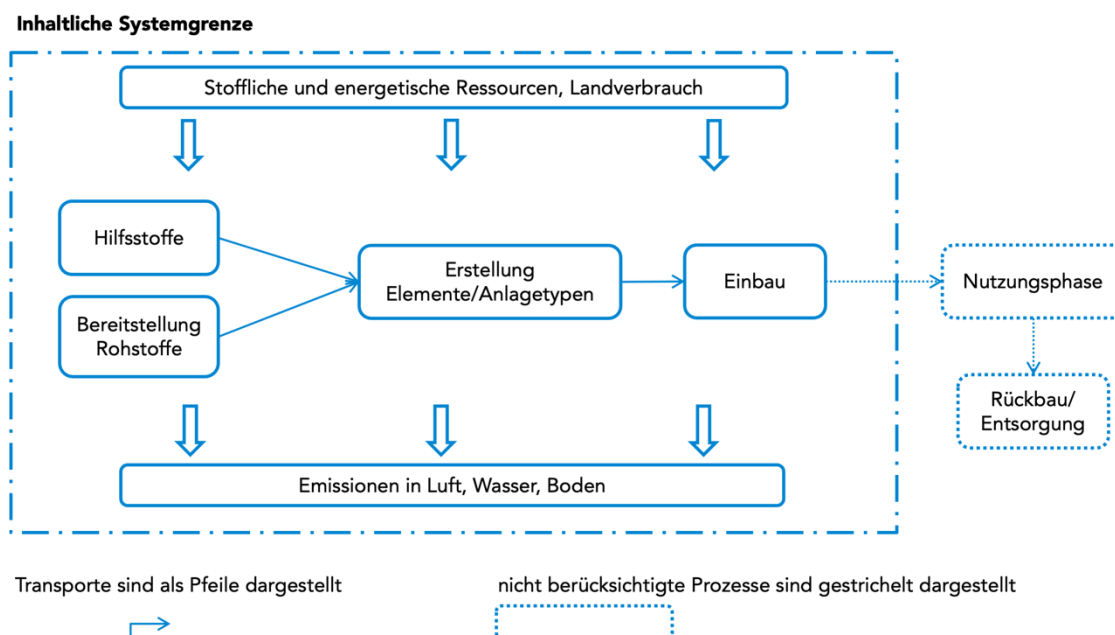 Inhaltliche Systemgrenze
Stoffliche und energetische Ressourcen, Landverbrauch
Hilfsstoffe
Bereitstellung
Rohstoffe
Erstellung
Elemente/Anlagetypen
Einbau
Nutzungsphase
Rückbau/
Entsorgung
Emissionen in Luft, Wasser, Boden
Transporte sind als Pfeile dargestellt
nicht berücksichtigte Prozesse sind gestrichelt dargestellt